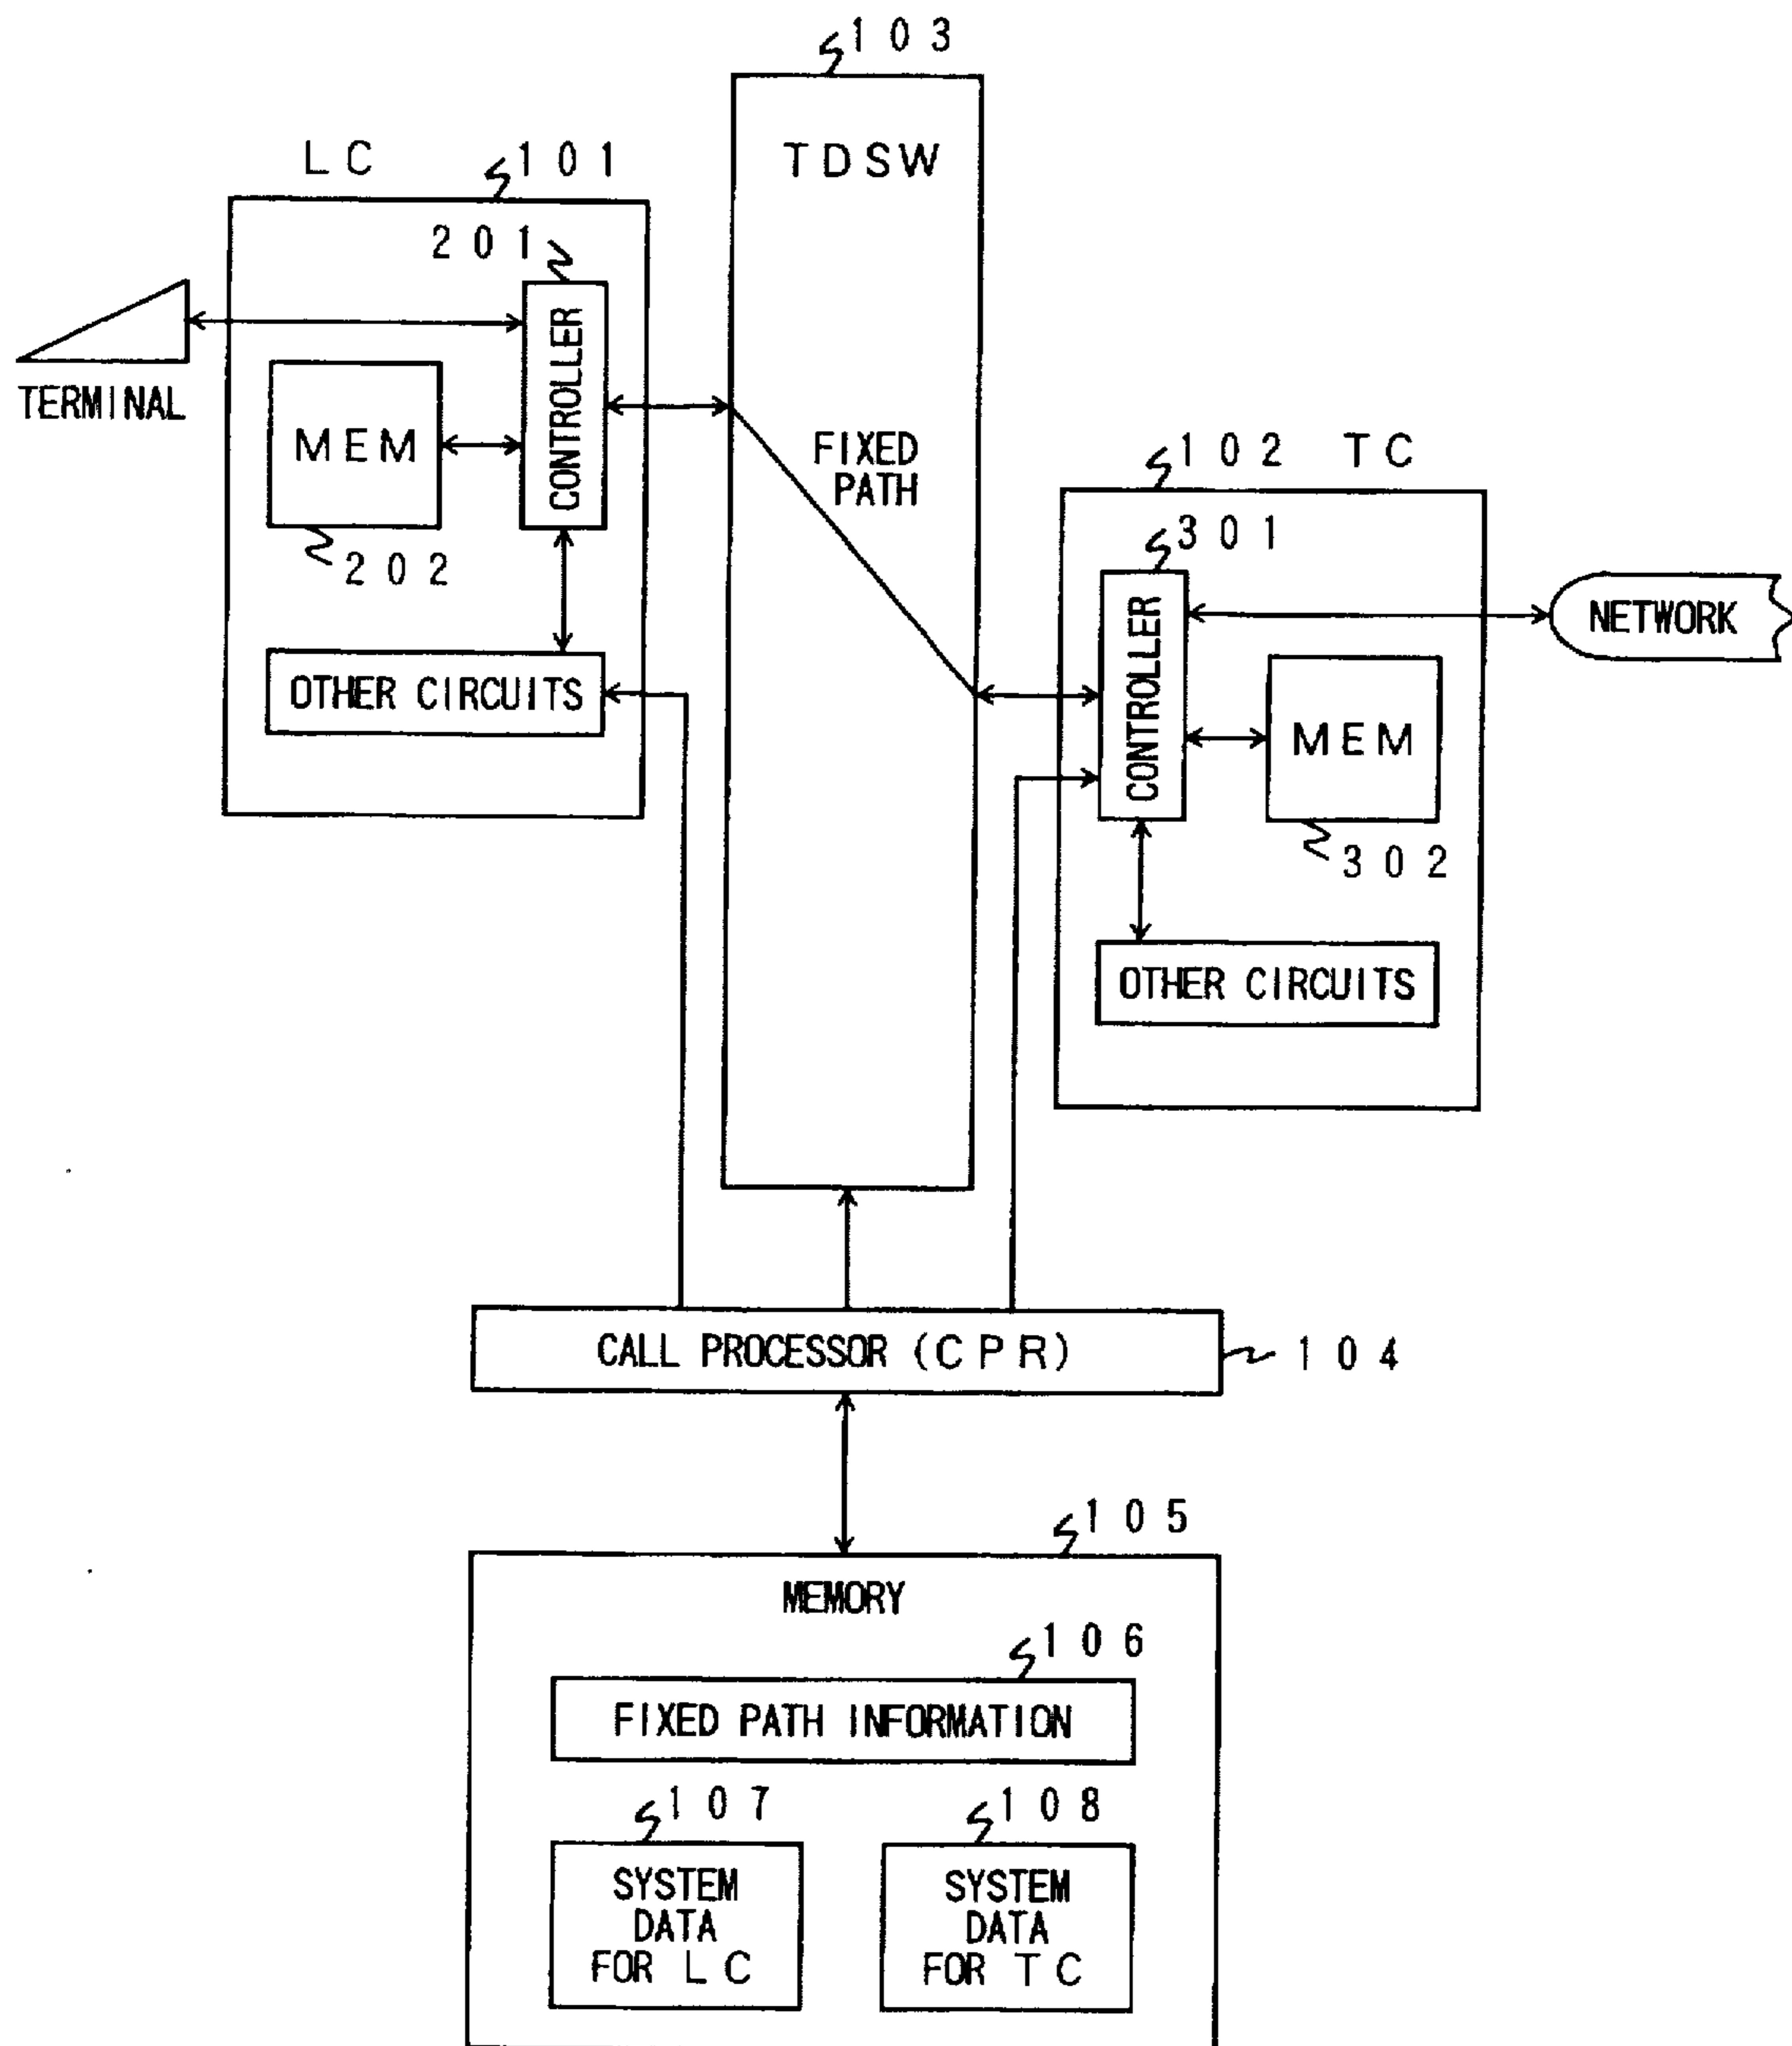 103
TDSW
LC
101
201
CONTROLLER
TERMINAL
MEM
202
OTHER CIRCUITS
FIXED
PATH
102
TC
301
CONTROLLER
NETWORK
MEM
302
OTHER CIRCUITS
CALL PROCESSOR (CPR)
104
105
MEMORY
106
FIXED PATH INFORMATION
107
SYSTEM
DATA
FOR LC
108
SYSTEM
DATA
FOR TC